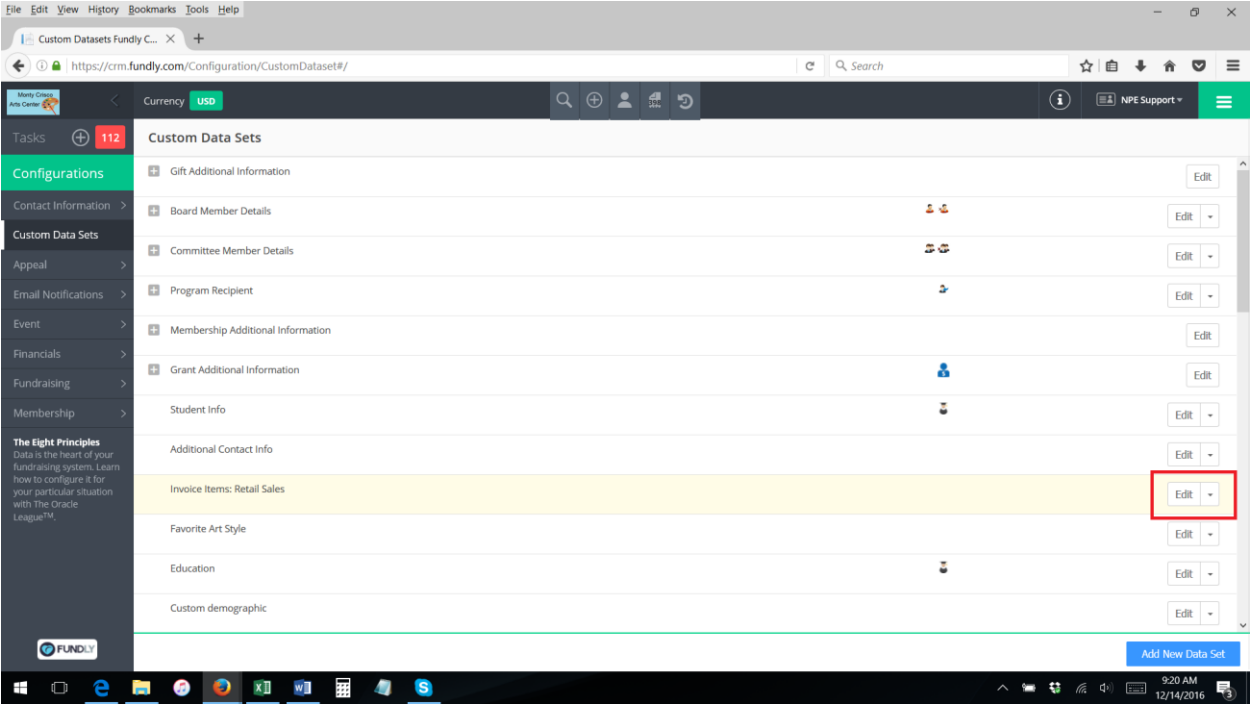 File Edit View History Bookmarks Tools Help
Custom Datasets Fundly C...
https://crm.fundly.com/Configuration/CustomDataset#/
Search
Monty Crisco
Arts Center
Currency USD
NPE Support
Tasks 112
Custom Data Sets
Configurations
Contact Information
Custom Data Sets
Appeal
Email Notifications
Event
Financials
Fundraising
Membership
The Eight Principles
Data is the heart of your
fundraising system. Learn
how to configure it for
your particular situation
with The Oracle
League™.
FUNDLY
Gift Additional Information Edit
Board Member Details Edit
Committee Member Details Edit
Program Recipient Edit
Membership Additional Information Edit
Grant Additional Information Edit
Student Info Edit
Additional Contact Info Edit
Invoice Items: Retail Sales Edit
Favorite Art Style Edit
Education Edit
Custom demographic Edit
Add New Data Set
9:20 AM
12/14/2016
3